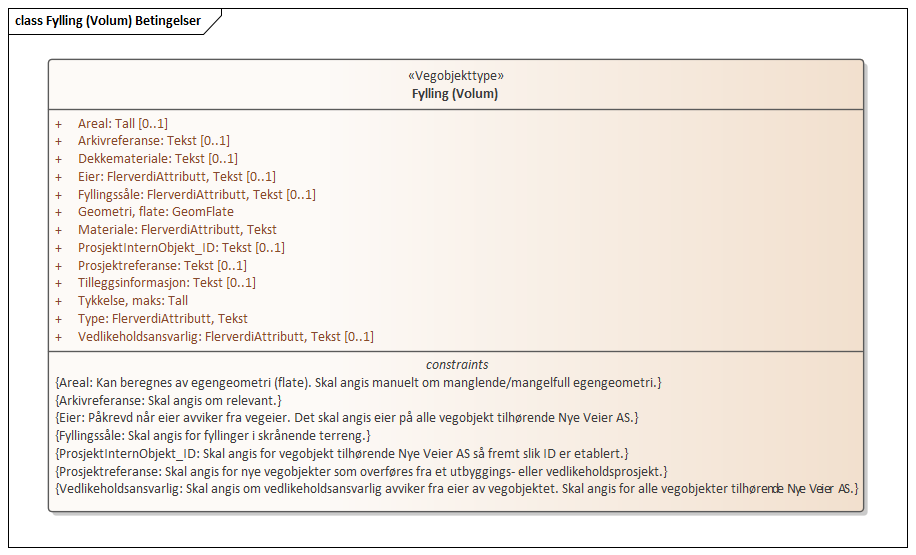 class Fylling (Volum) Betingelser
«Vegobjekttype»
Fylling (Volum)
+ Areal: Tall [0..1]
+ Arkivreferanse: Tekst [0..1]
+ Dekkemateriale: Tekst [0..1]
+ Eier: FlerverdiAttributt, Tekst [0..1]
+ Fyllingssåle: FlerverdiAttributt, Tekst [0..1]
+ Geometri, flate: GeomFlate
+ Materiale: FlerverdiAttributt, Tekst
+ ProsjektInternObjekt_ID: Tekst [0..1]
+ Prosjektreferanse: Tekst [0..1]
+ Tilleggsinformasjon: Tekst [0..1]
+ Tykkelse, maks: Tall
+ Type: FlerverdiAttributt, Tekst
+ Vedlikeholdsansvarlig: FlerverdiAttributt, Tekst [0..1]
constraints
{Areal: Kan beregnes av egengeometri (flate). Skal angis manuelt om manglende/mangelfull egengeometri.}
{Arkivreferanse: Skal angis om relevant.}
{Eier: Påkrevd når eier avviker fra vegeier. Det skal angis eier på alle vegobjekt tilhørende Nye Veier AS.}
{Fyllingssåle: Skal angis for fyllinger i skrånende terreng.}
{ProsjektInternObjekt_ID: Skal angis for vegobjekt tilhørende Nye Veier AS så fremt slik ID er etablert.}
{Prosjektreferanse: Skal angis for nye vegobjekter som overføres fra et utbyggings- eller vedlikeholdsprosjekt.}
{Vedlikeholdsansvarlig: Skal angis om vedlikeholdsansvarlig avviker fra eier av vegobjektet. Skal angis for alle vegobjekter tilhørende Nye Veier AS.}